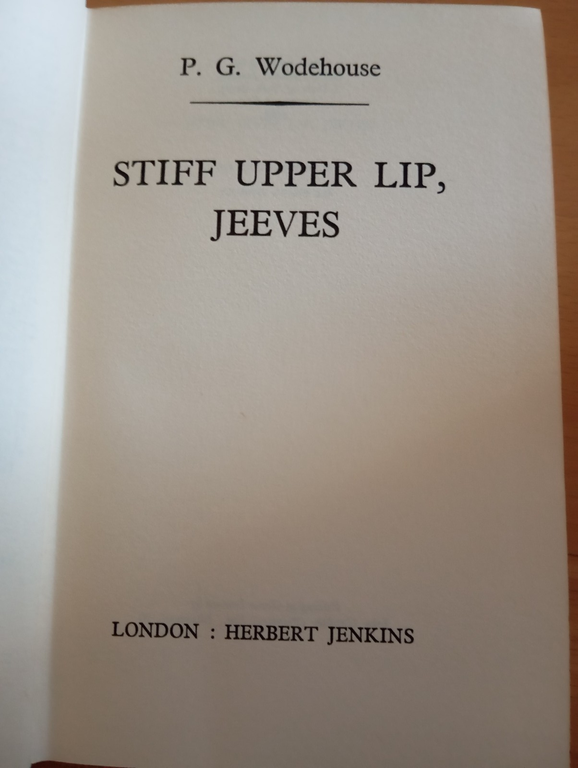 P. G. Wodehouse
STIFF UPPER LIP,
JEEVES
LONDON : HERBERT JENKINS